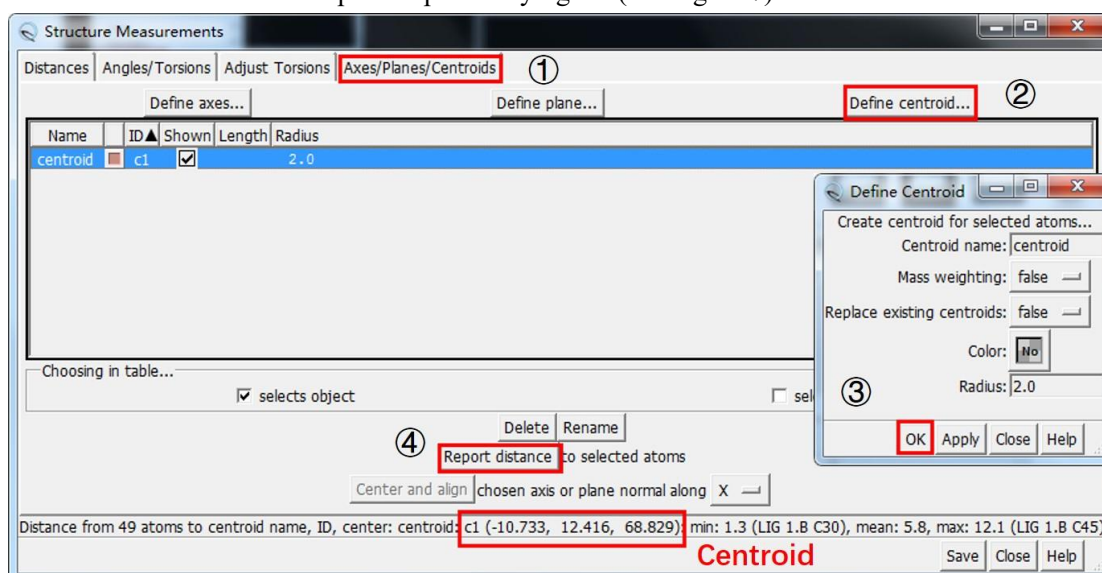 Structure Measurements
Distances Angles/Torsions Adjust Torsions Axes/Planes/Centroids ①
Define axes... Define plane... Define centroid... ②
Name ID▲ Shown Length Radius
centroid c1 2.0
Define Centroid
Create centroid for selected atoms...
Centroid name: centroid
Mass weighting: false
Replace existing centroids: false
Color: No
③ Radius: 2.0
OK Apply Close Help
Choosing in table...
selects object
Delete Rename
④ Report distance to selected atoms
Center and align chosen axis or plane normal along X
Distance from 49 atoms to centroid name, ID, center: centroid: c1 (-10.733, 12.416, 68.829): min: 1.3 (LIG 1.B C30), mean: 5.8, max: 12.1 (LIG 1.B C45)
Centroid
Save Close Help